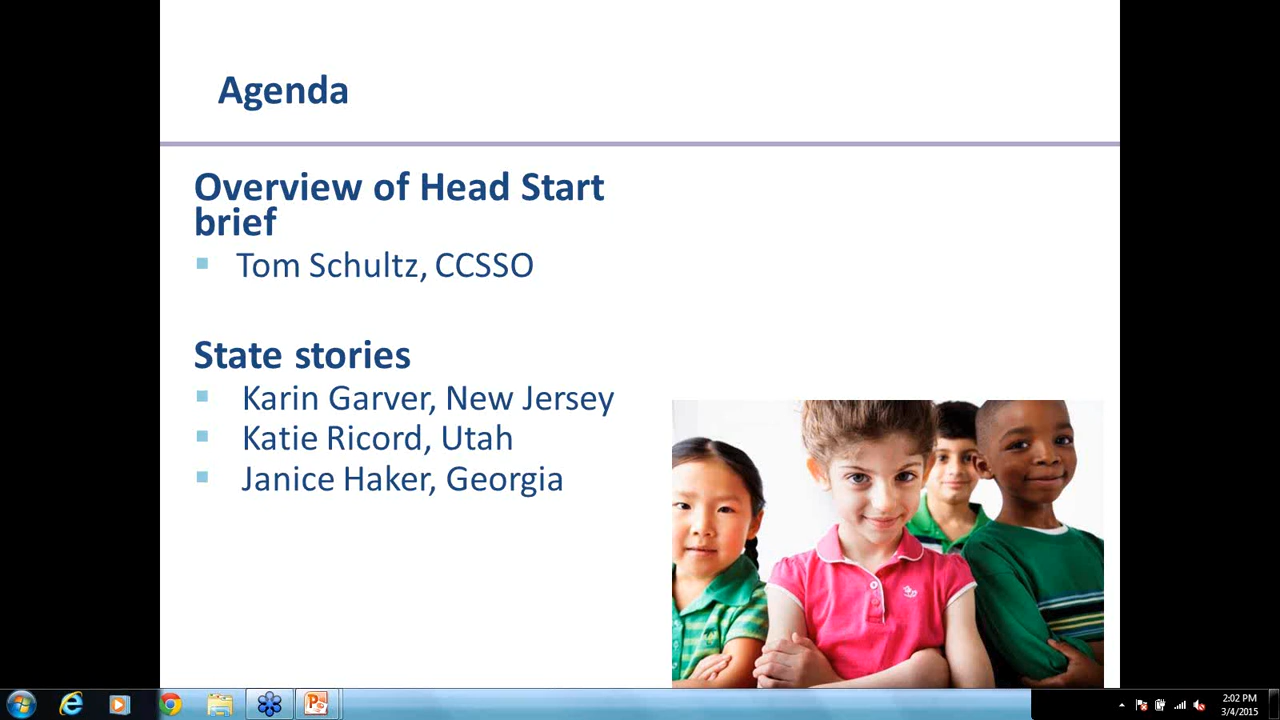 Agenda
Overview of Head Start
brief
Tom Schultz, CCSSO
State stories
Karin Garver, New Jersey
Katie Ricord, Utah
Janice Haker, Georgia
2:02 PM
3/4/2015